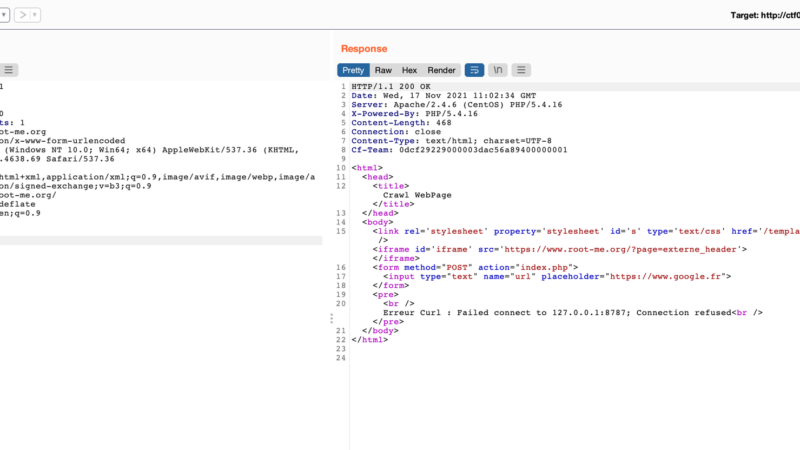 Target: http://ctf0
Response
Pretty Raw Hex Render \n
1
0
ts: 1
ot-me.org
on/x-www-form-urlencoded
(Windows NT 10.0; Win64; x64) AppleWebKit/537.36 (KHTML,
.4638.69 Safari/537.36
html+xml,application/xml;q=0.9,image/avif,image/webp,image/a
on/signed-exchange;v=b3;q=0.9
oot-me.org/
deflate
en;q=0.9
1 HTTP/1.1 200 OK
2 Date: Wed, 17 Nov 2021 11:02:34 GMT
3 Server: Apache/2.4.6 (CentOS) PHP/5.4.16
4 X-Powered-By: PHP/5.4.16
5 Content-Length: 468
6 Connection: close
7 Content-Type: text/html; charset=UTF-8
8 Cf-Team: 0dcf29229000003dac56a89400000001
9
10 <html>
11 <head>
12 <title>
Crawl WebPage
</title>
13 </head>
14 <body>
15 <link rel='stylesheet' property='stylesheet' id='s' type='text/css' href='/templa
/>
<iframe id='iframe' src='https://www.root-me.org/?page=externe_header'>
</iframe>
16 <form method="POST" action="index.php">
17 <input type="text" name="url" placeholder="https://www.google.fr">
18 </form>
19 <pre>
20 <br />
Erreur Curl : Failed connect to 127.0.0.1:8787; Connection refused<br />
</pre>
21 </body>
22 </html>
23
24